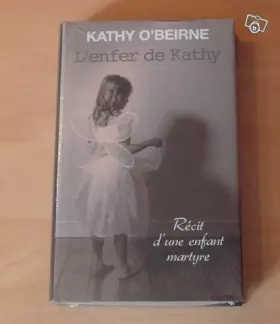 KATHY O'BEIRNE
L'enfer de Kathy
Récit
d'une enfant
martyre